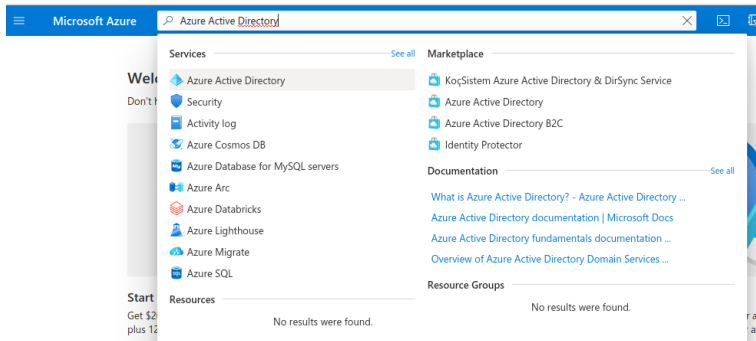 Microsoft Azure
Azure Active Directory
Services
See all
Azure Active Directory
Security
Activity log
Azure Cosmos DB
Azure Database for MySQL servers
Azure Arc
Azure Databricks
Azure Lighthouse
Azure Migrate
Azure SQL
Resources
No results were found.
Marketplace
KoçSistem Azure Active Directory & DirSync Service
Azure Active Directory
Azure Active Directory B2C
Identity Protector
Documentation
See all
What is Azure Active Directory? - Azure Active Directory ...
Azure Active Directory documentation | Microsoft Docs
Azure Active Directory fundamentals documentation ...
Overview of Azure Active Directory Domain Services ...
Resource Groups
No results were found.
Don't
Start
Get
plus